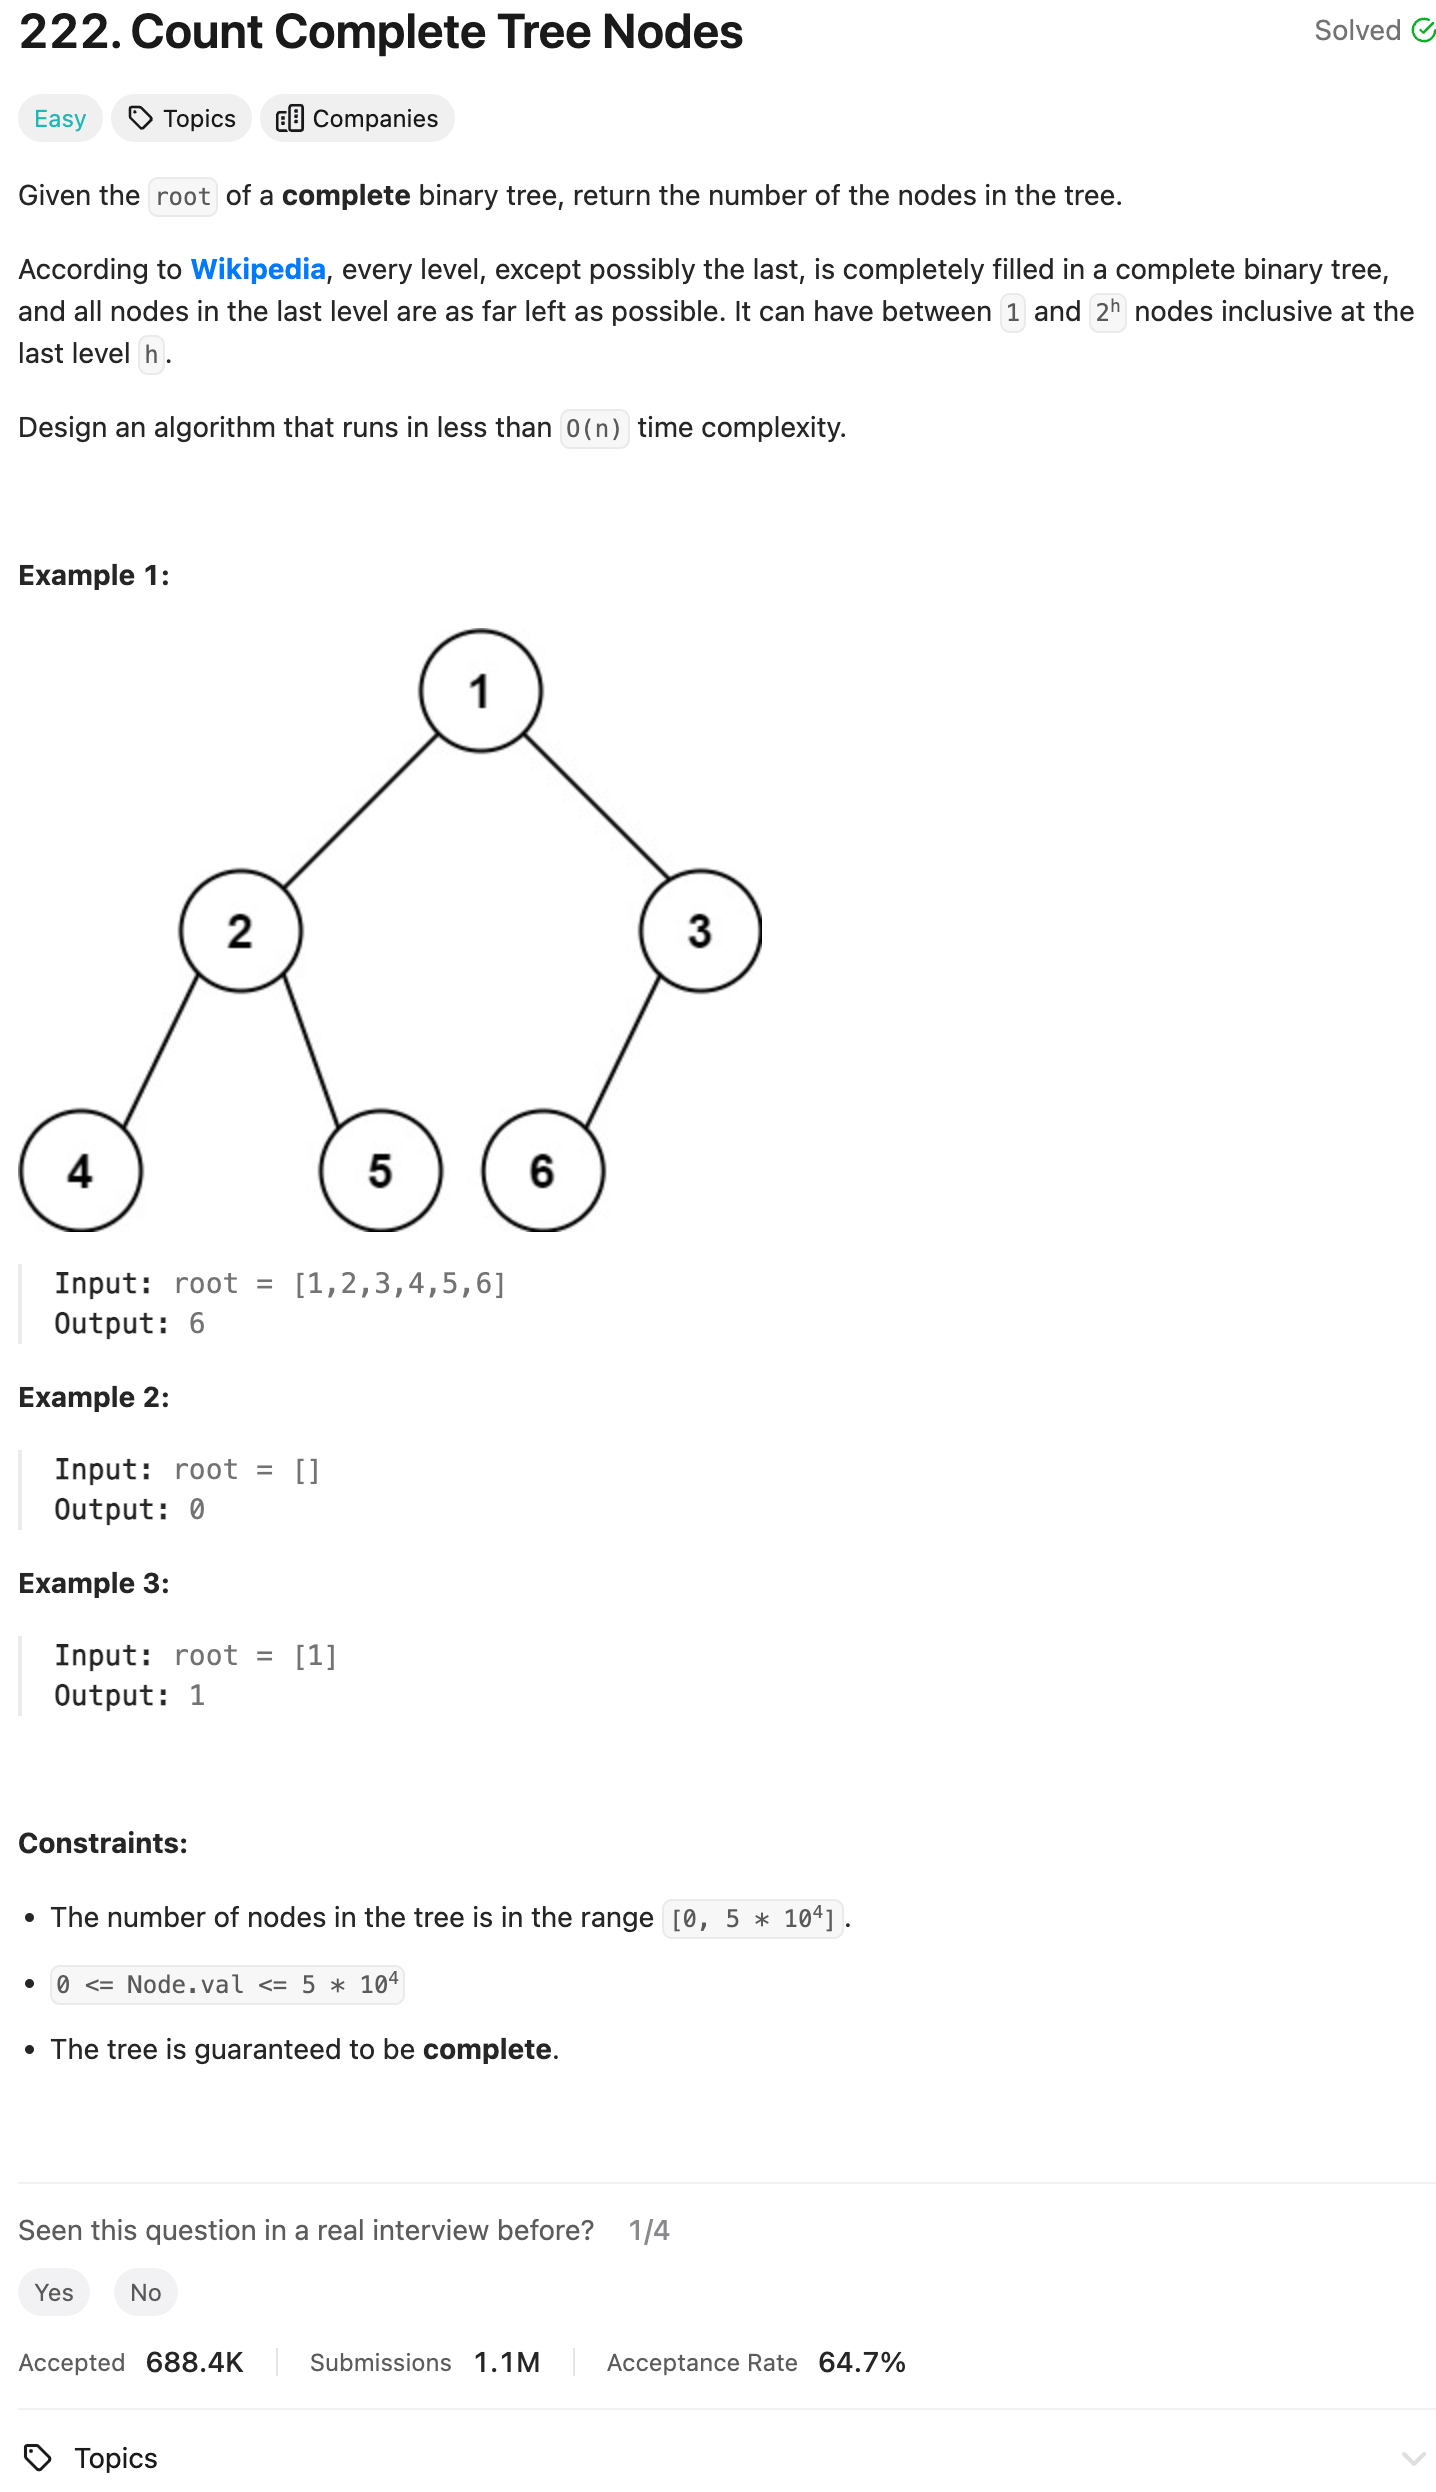 222. Count Complete Tree Nodes
Solved
Easy
Topics
Companies
Given the root of a complete binary tree, return the number of the nodes in the tree.
According to Wikipedia, every level, except possibly the last, is completely filled in a complete binary tree,
and all nodes in the last level are as far left as possible. It can have between 1 and 2ʰ nodes inclusive at the
last level h.
Design an algorithm that runs in less than O(n) time complexity.
Example 1:
1
2
3
4
5
6
Input: root = [1,2,3,4,5,6]
Output: 6
Example 2:
Input: root = []
Output: 0
Example 3:
Input: root = [1]
Output: 1
Constraints:
• The number of nodes in the tree is in the range [0, 5 * 10⁴].
• 0 <= Node.val <= 5 * 10⁴
• The tree is guaranteed to be complete.
Seen this question in a real interview before? 1/4
Yes
No
Accepted 688.4K
Submissions 1.1M
Acceptance Rate 64.7%
Topics